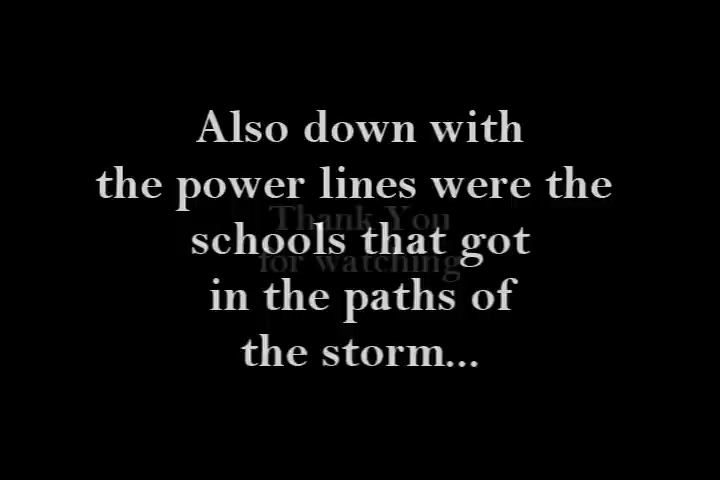 Also down with
the power lines were the
Thank You
schools that got
for watching
in the paths of
the storm...